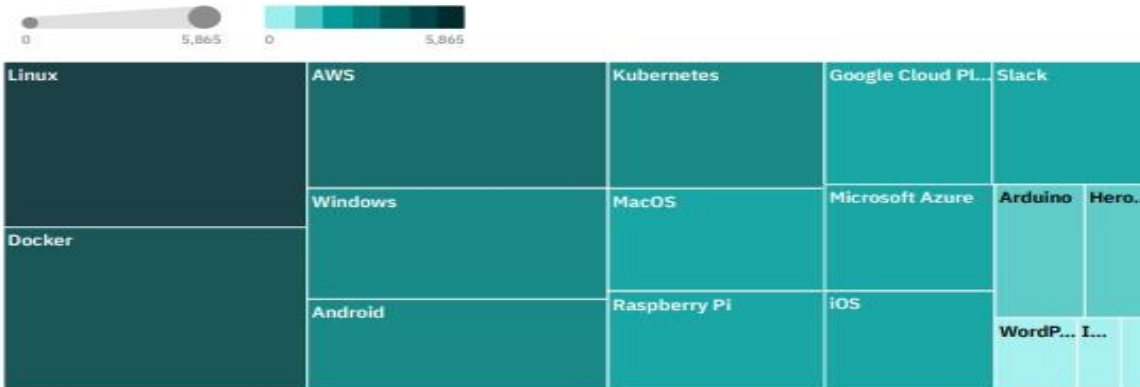 0
5,865
0
5,865
Linux
AWS
Kubernetes
Google Cloud Pl...
Slack
Windows
MacOS
Microsoft Azure
Arduino
Hero..
Docker
Android
Raspberry Pi
iOS
WordP...
I...